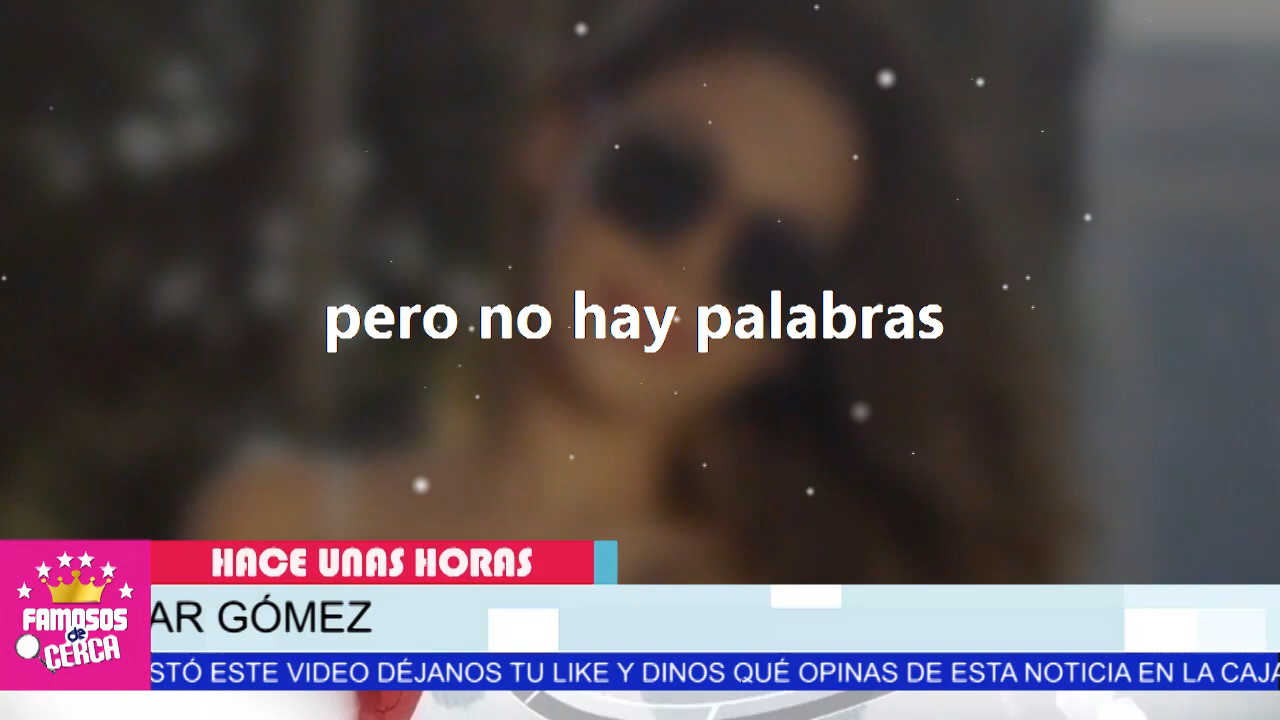 pero no hay palabras
HACE UNAS HORAS
AR GÓMEZ
FAMOSOS
de
CERCA
STÓ ESTE VIDEO DÉJANOS TU LIKE Y DINOS QUÉ OPINAS DE ESTA NOTICIA EN LA CAJA